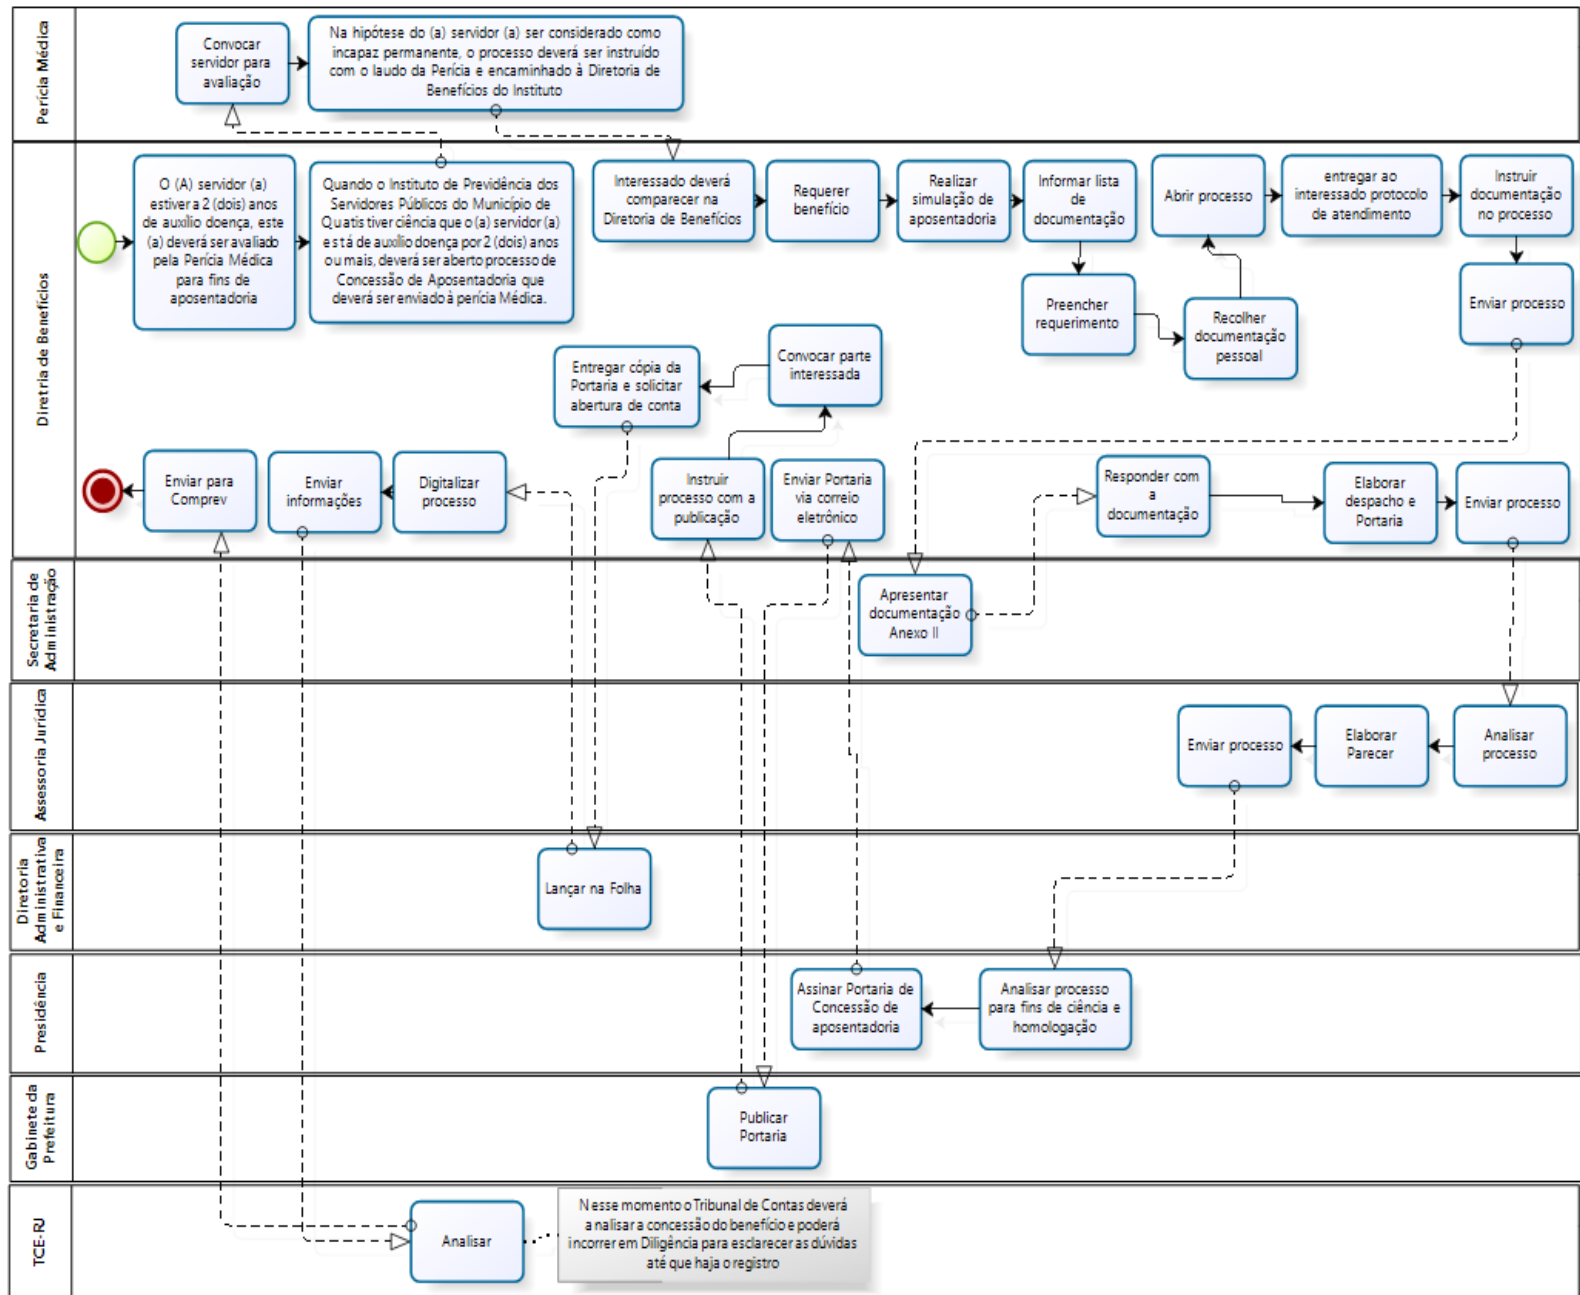 Perícia Médica
Convocar
servidor para
avaliação
Na hipótese do (a) servidor (a) ser considerado como
incapaz permanente, o processo deverá ser instruído
com o laudo da Perícia e encaminhado à Diretoria de
Benefícios do Instituto
Diretria de Benefícios
O (A) servidor (a)
estiver a 2 (dois) anos
de auxílio doença, este
(a) deverá ser avaliado
pela Perícia Médica
para fins de
aposentadoria
Quando o Instituto de Previdência dos
Servidores Públicos do Município de
Quatis tiver ciência que o (a) servidor (a)
está de auxílio doença por 2 (dois) anos
ou mais, deverá ser aberto processo de
Concessão de Aposentadoria que
deverá ser enviado à perícia Médica.
Interessado deverá
comparecer na
Diretoria de Benefícios
Requerer
benefício
Realizar
simulação de
aposentadoria
Informar lista
de
documentação
Preencher
requerimento
Recolher
documentação
pessoal
Abrir processo
entregar ao
interessado protocolo
de atendimento
Instruir
documentação
no processo
Enviar processo
Entregar cópia da
Portaria e solicitar
abertura de conta
Convocar parte
interessada
Enviar para
Comprev
Enviar
informações
Digitalizar
processo
Instruir
processo com a
publicação
Enviar Portaria
via correio
eletrônico
Responder com
a
documentação
Elaborar
despacho e
Portaria
Enviar processo
Secretaria de
Administração
Apresentar
documentação
Anexo II
Assessoria Jurídica
Enviar processo
Elaborar
Parecer
Analisar
processo
Diretoria
Administrativa
e Financeira
Lançar na Folha
Presidência
Assinar Portaria de
Concessão de
aposentadoria
Analisar processo
para fins de ciência e
homologação
Gabinete da
Prefeitura
Publicar
Portaria
TCE-RJ
Analisar
Nesse momento o Tribunal de Contas deverá
analisar a concessão do benefício e poderá
incorrer em Diligência para esclarecer as dúvidas
até que haja o registro